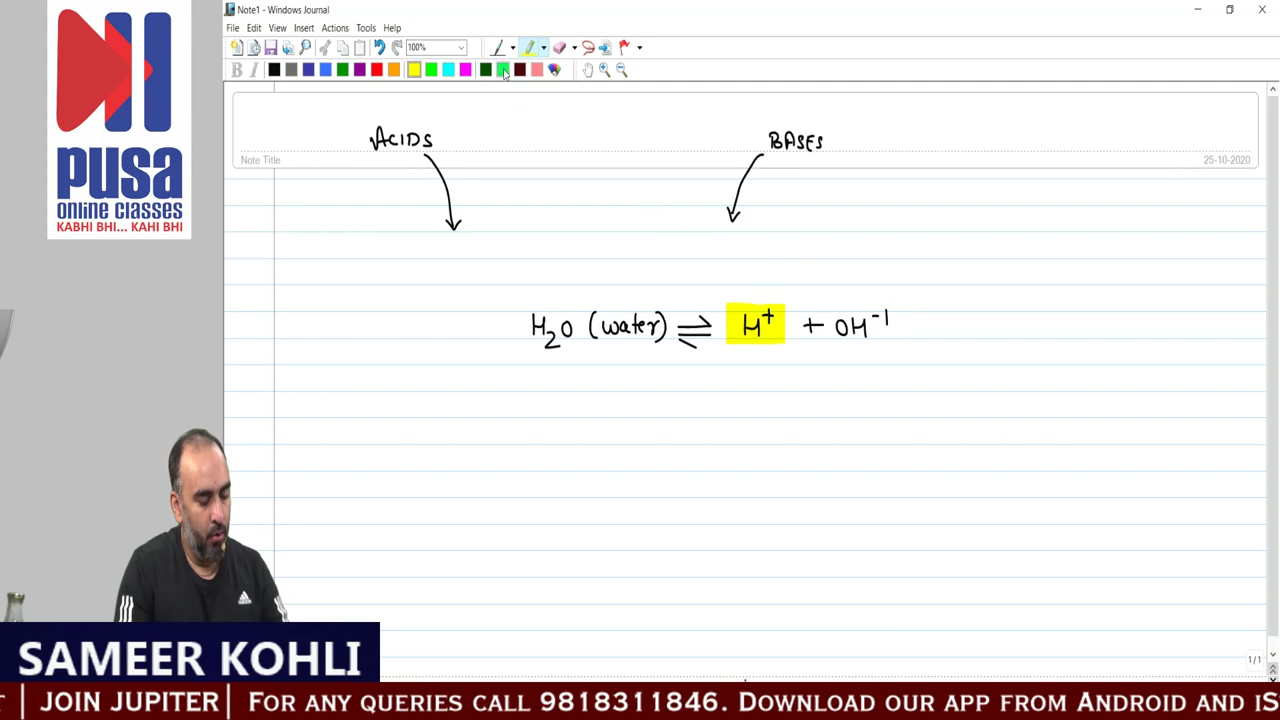 Note1 - Windows Journal
File Edit View Insert Actions Tools Help
100%
B I
PUSA
ONLINE CLASSES
KABHI BHI... KAHI BHI
ACIDS
BASES
Note Title
25-10-2020
H2O (water) ⇌ H⁺ + OH⁻¹
1/1
SAMEER KOHLI
| JOIN JUPITER| FOR ANY QUERIES CALL 9818311846. DOWNLOAD OUR APP FROM ANDROID AND